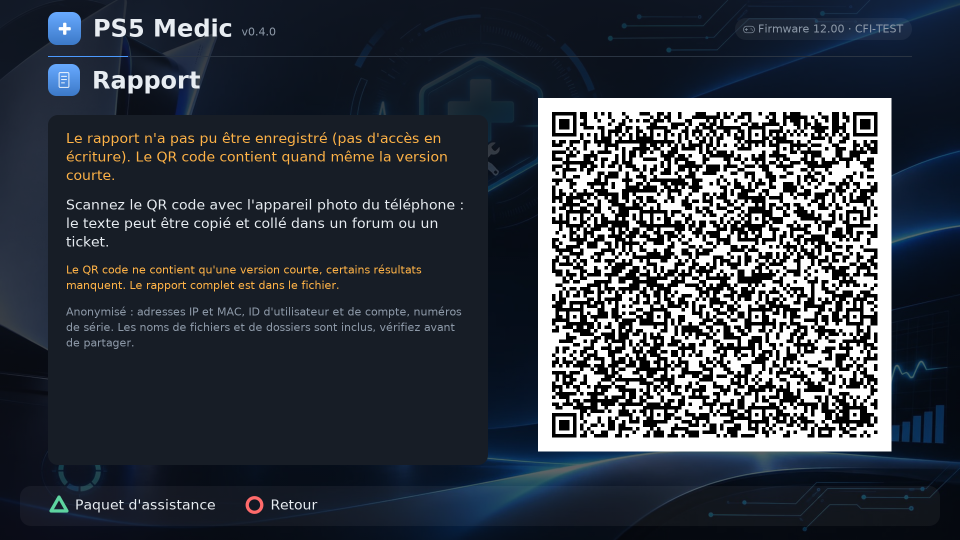 PS5 Medic v0.4.0
Firmware 12.00 · CFI-TEST
Rapport
Le rapport n'a pas pu être enregistré (pas d'accès en
écriture). Le QR code contient quand même la version
courte.
Scannez le QR code avec l'appareil photo du téléphone :
le texte peut être copié et collé dans un forum ou un
ticket.
Le QR code ne contient qu'une version courte, certains résultats
manquent. Le rapport complet est dans le fichier.
Anonymisé : adresses IP et MAC, ID d'utilisateur et de compte, numéros
de série. Les noms de fichiers et de dossiers sont inclus, vérifiez avant
de partager.
Paquet d'assistance
Retour